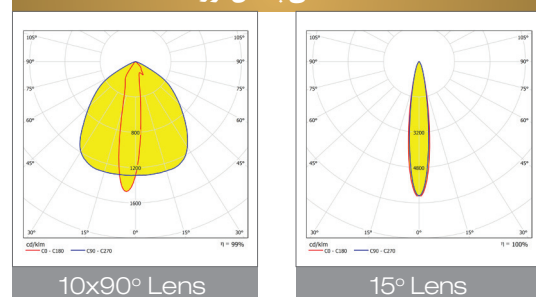 105° 105°
90° 90°
75° 75°
60° 60°
800
45° 45°
1200
1600
30° 15° 0° 15° 30°
cd/klm η = 99%
C0 - C180 C90 - C270
10x90° Lens
105° 105°
90° 90°
75° 75°
60° 60°
3200
45° 45°
4800
30° 15° 0° 15° 30°
cd/klm η = 100%
C0 - C180 C90 - C270
15° Lens